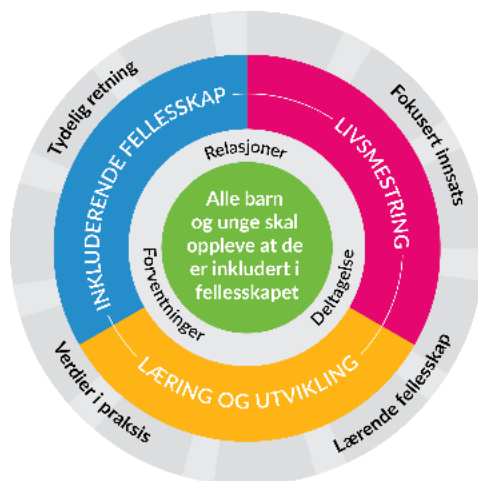 Tydelig retning
Fokusert innsats
INKLUDERENDE FELLESSKAP
LIVSMESTRING
Relasjoner
Alle barn
og unge skal
oppleve at de
er inkludert i
fellesskapet
Forventninger
Deltagelse
LÆRING OG UTVIKLING
Verdier i praksis
Lærende fellesskap